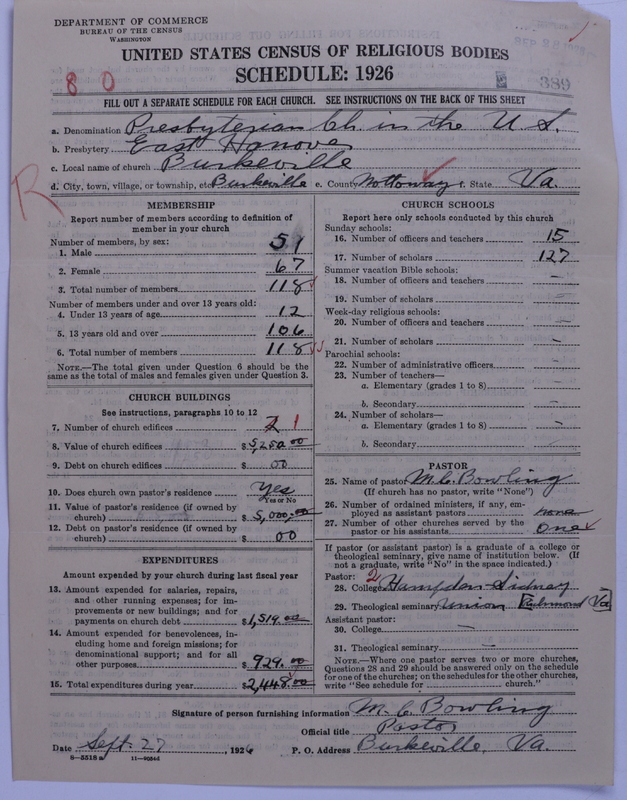 DEPARTMENT OF COMMERCE
BUREAU OF THE CENSUS
WASHINGTON
UNITED STATES CENSUS OF RELIGIOUS BODIES
SCHEDULE: 1926
8 0
389
FILL OUT A SEPARATE SCHEDULE FOR EACH CHURCH. SEE INSTRUCTIONS ON THE BACK OF THIS SHEET
a. Denomination Presbyterian Ch. in the U.S.
b. Presbytery East Hanover
c. Local name of church Burkeville
d. City, town, village, or township, etc Burkeville e. County Nottoway f. State Va.
R
MEMBERSHIP
Report number of members according to definition of
member in your church
Number of members, by sex:
1. Male 51
2. Female 67
3. Total number of members 118
Number of members under and over 13 years old:
4. Under 13 years of age 12
5. 13 years old and over 106
6. Total number of members 118
NOTE.—The total given under Question 6 should be
same as the total of males and females given under Question 3.
CHURCH BUILDINGS
See instructions, paragraphs 10 to 12
7. Number of church edifices 2 1
8. Value of church edifices $5,250.00
9. Debt on church edifices $ 00
10. Does church own pastor's residence Yes
Yes or No
11. Value of pastor's residence (if owned by
church) $5,000.00
12. Debt on pastor's residence (if owned by
church) $ 00
EXPENDITURES
Amount expended by your church during last fiscal year
13. Amount expended for salaries, repairs,
and other running expenses; for im-
provements or new buildings; and for
payments on church debt $1,519.00
14. Amount expended for benevolences, in-
cluding home and foreign missions; for
denominational support; and for all
other purposes $ 929.00
15. Total expenditures during year $2,448.00
CHURCH SCHOOLS
Report here only schools conducted by this church
Sunday schools:
16. Number of officers and teachers 15
17. Number of scholars 127
Summer vacation Bible schools:
18. Number of officers and teachers —
19. Number of scholars —
Week-day religious schools:
20. Number of officers and teachers —
21. Number of scholars —
Parochial schools:
22. Number of administrative officers —
23. Number of teachers—
a. Elementary (grades 1 to 8) —
b. Secondary —
24. Number of scholars—
a. Elementary (grades 1 to 8) —
b. Secondary —
PASTOR
25. Name of pastor M. C. Bowling
(If church has no pastor, write "None")
26. Number of ordained ministers, if any, em-
ployed as assistant pastors none
27. Number of other churches served by the
pastor or his assistants One
If pastor (or assistant pastor) is a graduate of a college or
theological seminary, give name of institution below. (If
not a graduate, write "No" in the space indicated.)
Pastor: 2
28. College Hampden-Sidney
29. Theological seminary Union Richmond Va
Assistant pastor:
30. College —
31. Theological seminary —
NOTE.—Where one pastor serves two or more churches,
Questions 28 and 29 should be answered only on the schedule
for one of the churches; on the schedules for the other churches,
write "See schedule for church."
Signature of person furnishing information M. C. Bowling
Official title Pastor
Date Sept. 27, 1926 P. O. Address Burkeville, Va.
8—5518a 11—9054d